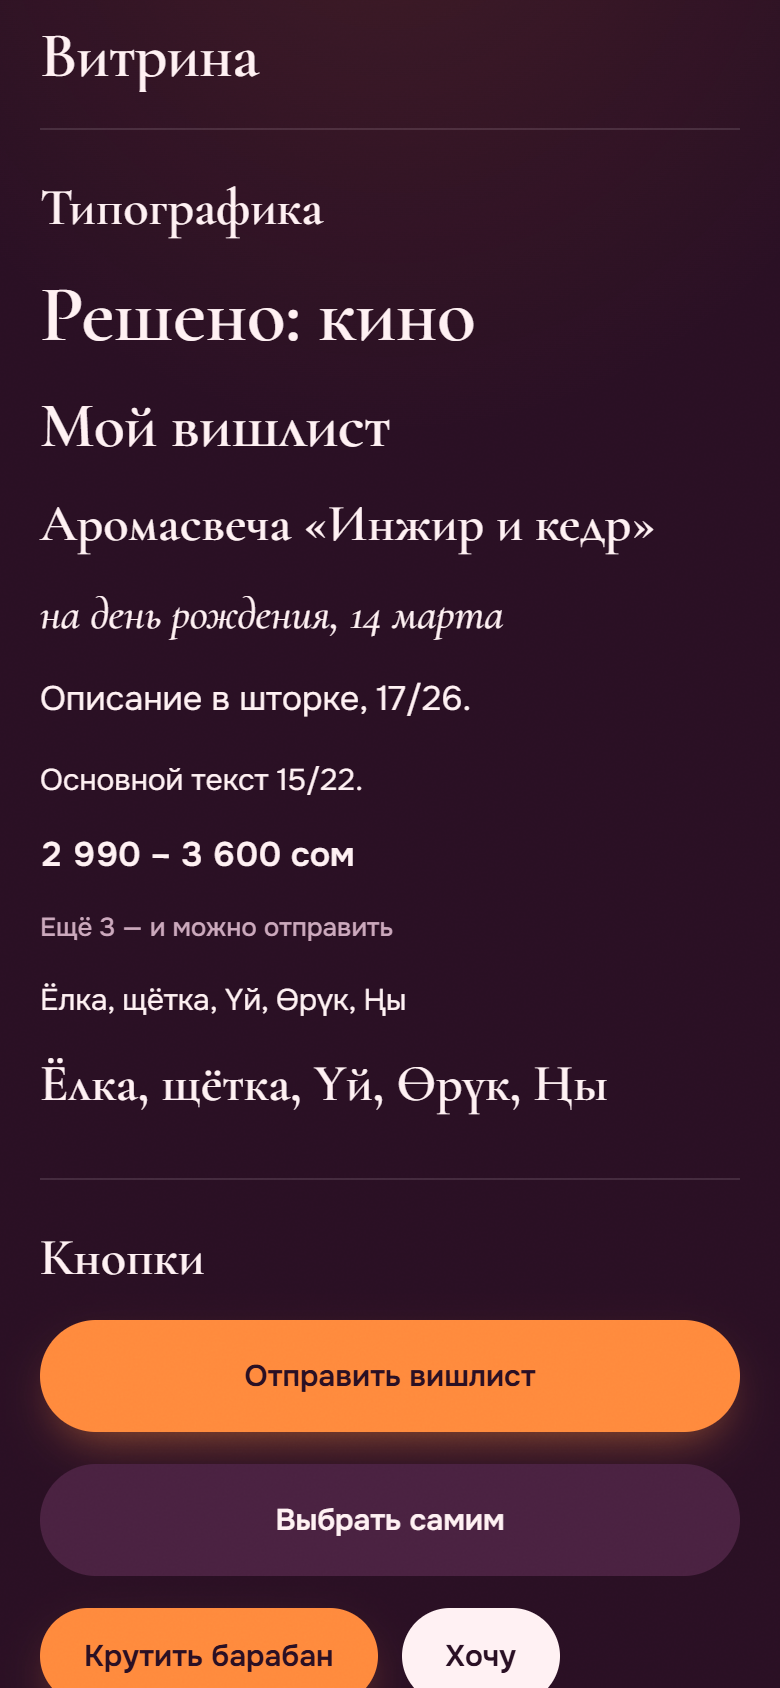 Витрина
Типографика
Решено: кино
Мой вишлист
Аромасвеча «Инжир и кедр»
на день рождения, 14 марта
Описание в шторке, 17/26.
Основной текст 15/22.
2 990 – 3 600 сом
Ещё 3 — и можно отправить
Ёлка, щётка, Үй, Өрүк, Ңы
Ёлка, щётка, Үй, Өрүк, Ңы
Кнопки
Отправить вишлист
Выбрать самим
Крутить барабан
Хочу